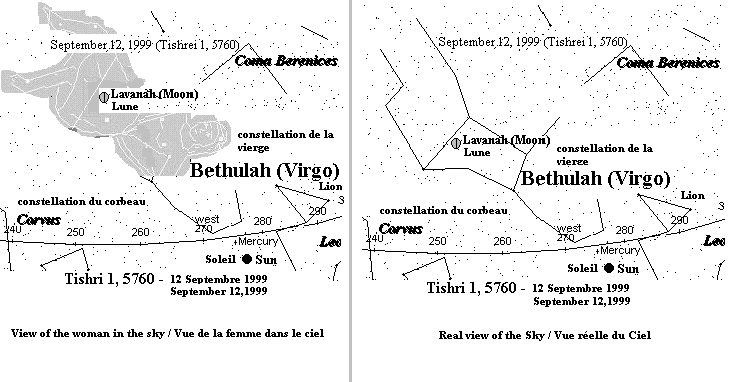 September 12, 1999 (Tishrei 1, 5760)
Coma Berenices
Lavanah (Moon)
Lune
constellation de la
vierge
Bethulah (Virgo)
Lion
constellation du corbeau
Corvus
west
240
250
260
270
280
290
3
Mercury
Leo
Soleil
Sun
Tishri 1, 5760 - 12 Septembre 1999
September 12,1999
View of the woman in the sky / Vue de la femme dans le ciel
September 12, 1999 (Tishrei 1, 5760)
Coma Berenices
Lavanah (Moon)
Lune
constellation de la
vierge
Bethulah (Virgo)
Lion
constellation du corbeau
Corvus
west
240
250
260
270
280
290
3
Mercury
Leo
Soleil
Sun
Tishri 1, 5760 - 12 Septembre 1999
September 12,1999
Real view of the Sky / Vue réelle du Ciel